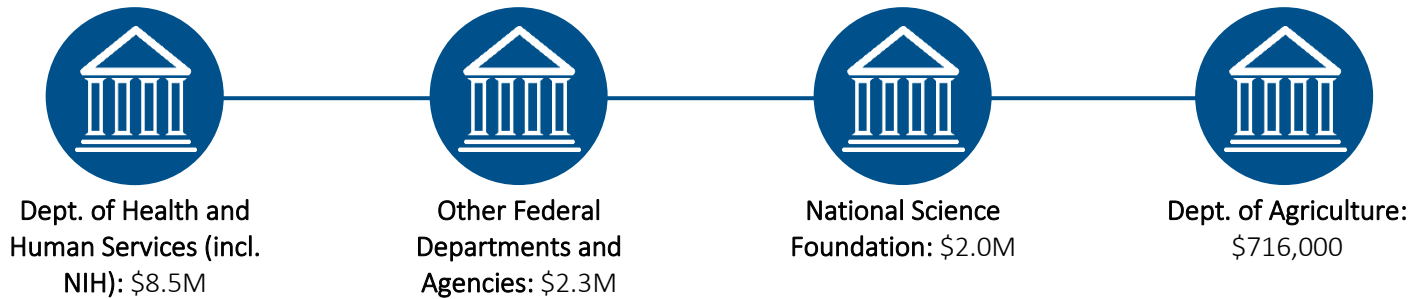 Dept. of Health and
Human Services (incl.
NIH): $8.5M
Other Federal
Departments and
Agencies: $2.3M
National Science
Foundation: $2.0M
Dept. of Agriculture:
$716,000